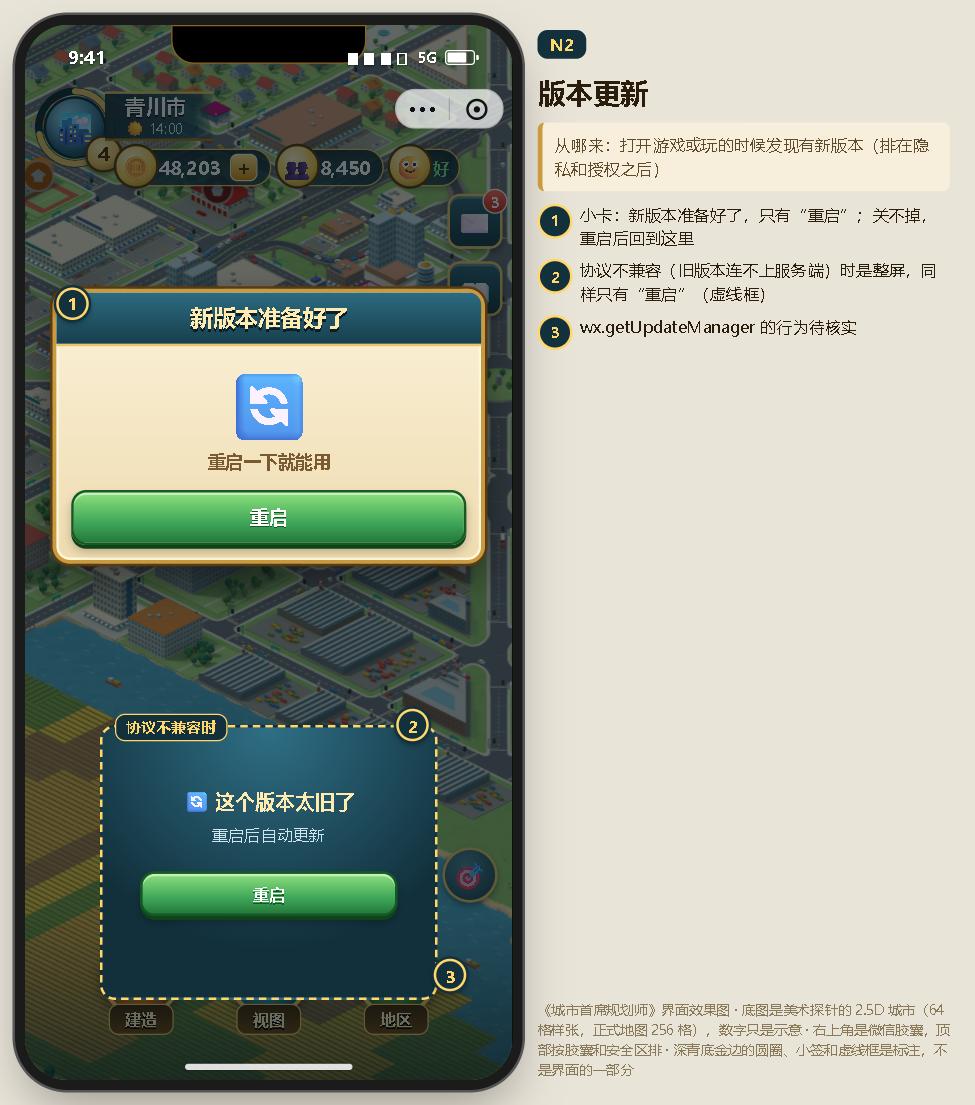 9:41
5G
青川市
14:00
4
48,203
+
8,450
好
3
1
新版本准备好了
重启一下就能用
重启
协议不兼容时
2
这个版本太旧了
重启后自动更新
重启
3
建造
视图
地区
N2
版本更新
从哪来：打开游戏或玩的时候发现有新版本（排在隐
私和授权之后）
1
小卡：新版本准备好了，只有“重启”；关不掉，
重启后回到这里
2
协议不兼容（旧版本连不上服务端）时是整屏，同
样只有“重启”（虚线框）
3
wx.getUpdateManager 的行为待核实
《城市首席规划师》界面效果图 · 底图是美术探针的 2.5D 城市（64
格样张，正式地图 256 格），数字只是示意 · 右上角是微信胶囊，顶
部按胶囊和安全区排 · 深青底金边的圆圈、小签和虚线框是标注，不
是界面的一部分